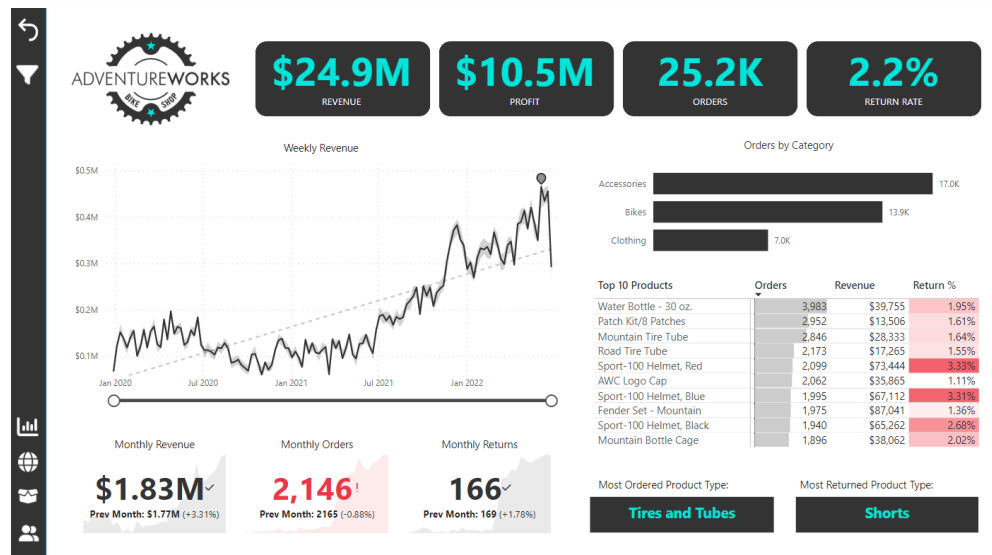 ADVENTUREWORKS
BIKE SHOP
$24.9M
REVENUE
$10.5M
PROFIT
25.2K
ORDERS
2.2%
RETURN RATE
Weekly Revenue
$0.5M
$0.4M
$0.3M
$0.2M
$0.1M
Jan 2020 Jul 2020 Jan 2021 Jul 2021 Jan 2022
Orders by Category
Accessories 17.0K
Bikes 13.9K
Clothing 7.0K
Top 10 Products Orders Revenue Return %
Water Bottle - 30 oz. 3,983 $39,755 1.95%
Patch Kit/8 Patches 2,952 $13,506 1.61%
Mountain Tire Tube 2,846 $28,333 1.64%
Road Tire Tube 2,173 $17,265 1.55%
Sport-100 Helmet, Red 2,099 $73,444 3.33%
AWC Logo Cap 2,062 $35,865 1.11%
Sport-100 Helmet, Blue 1,995 $67,112 3.31%
Fender Set - Mountain 1,975 $87,041 1.36%
Sport-100 Helmet, Black 1,940 $65,262 2.68%
Mountain Bottle Cage 1,896 $38,062 2.02%
Monthly Revenue
$1.83M
Prev Month: $1.77M (+3.31%)
Monthly Orders
2,146!
Prev Month: 2165 (-0.88%)
Monthly Returns
166
Prev Month: 169 (+1.78%)
Most Ordered Product Type:
Tires and Tubes
Most Returned Product Type:
Shorts